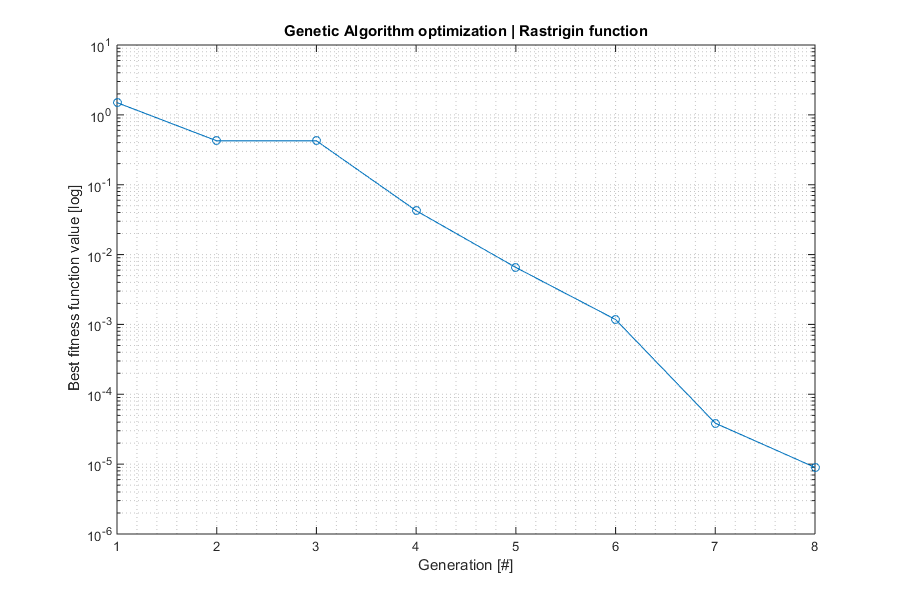 Genetic Algorithm optimization | Rastrigin function
10^1
10^0
10^-1
10^-2
10^-3
10^-4
10^-5
10^-6
Best fitness function value [log]
1 2 3 4 5 6 7 8
Generation [#]